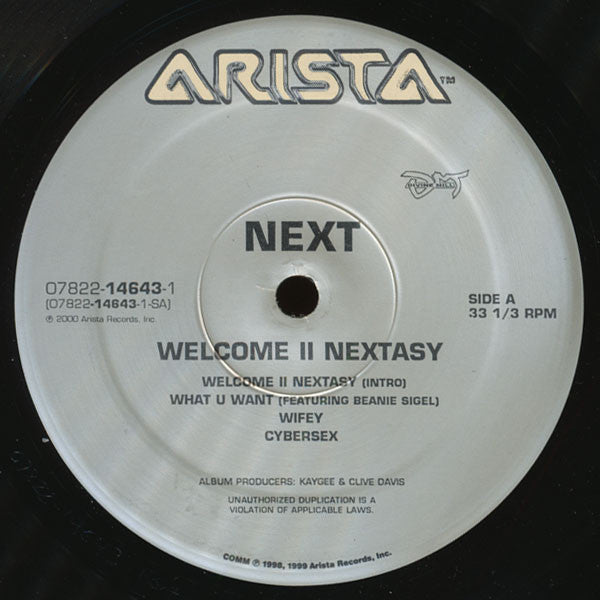 ARISTA™
DIVINE MILL
NEXT
07822-14643-1
(07822-14643-1-SA)
℗ 2000 Arista Records, Inc.
SIDE A
33 1/3 RPM
WELCOME II NEXTASY
WELCOME II NEXTASY (INTRO)
WHAT U WANT (FEATURING BEANIE SIGEL)
WIFEY
CYBERSEX
ALBUM PRODUCERS: KAYGEE & CLIVE DAVIS
UNAUTHORIZED DUPLICATION IS A
VIOLATION OF APPLICABLE LAWS.
COMM ℗ 1998, 1999 Arista Records, Inc.